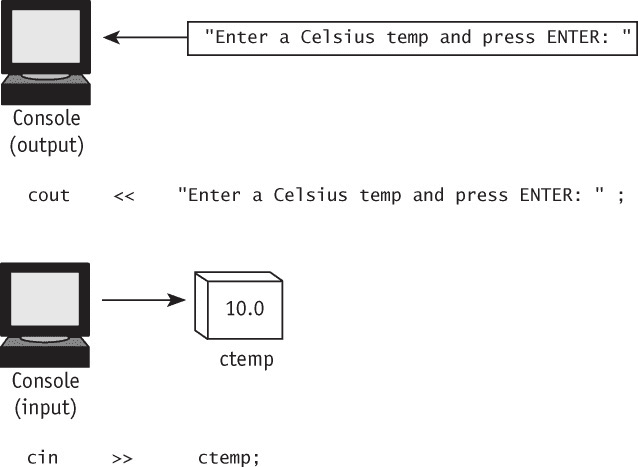 "Enter a Celsius temp and press ENTER: "
Console
(output)
cout << "Enter a Celsius temp and press ENTER: " ;
10.0
ctemp
Console
(input)
cin >> ctemp;